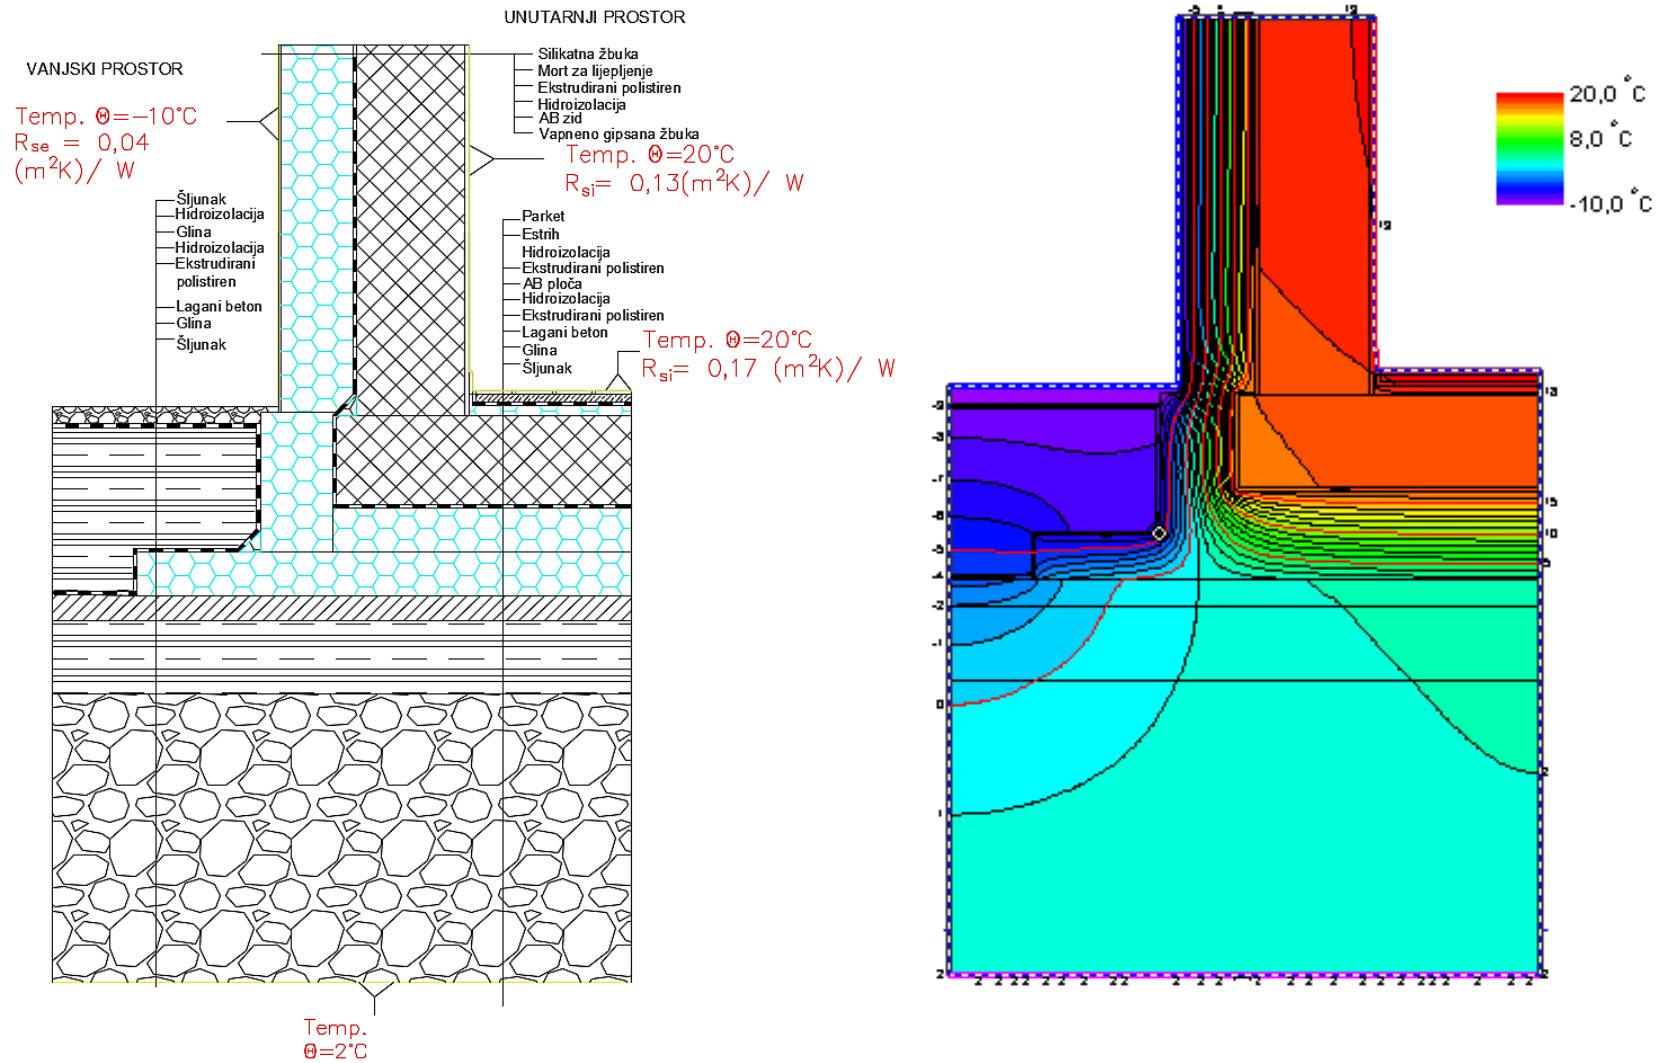 UNUTARNJI PROSTOR
VANJSKI PROSTOR
Silikatna žbuka
Mort za lijepljenje
Ekstrudirani polistiren
Hidroizolacija
AB zid
Vapneno gipsana žbuka
Temp. Θ=-10°C
Rse = 0,04
(m²K)/ W
Temp. Θ=20°C
Rsi= 0,13(m²K)/ W
Šljunak
Hidroizolacija
Glina
Hidroizolacija
Ekstrudirani
polistiren
Lagani beton
Glina
Šljunak
Parket
Estrih
Hidroizolacija
Ekstrudirani polistiren
AB ploča
Hidroizolacija
Ekstrudirani polistiren
Lagani beton
Glina
Šljunak
Temp. Θ=20°C
Rsi= 0,17 (m²K)/ W
Temp.
Θ=2°C
20,0 °C
8,0 °C
-10,0 °C